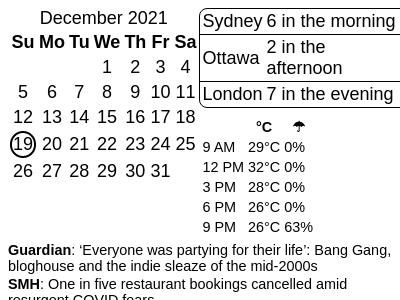 December 2021
Su Mo Tu We Th Fr Sa
1 2 3 4
5 6 7 8 9 10 11
12 13 14 15 16 17 18
19 20 21 22 23 24 25
26 27 28 29 30 31
Sydney 6 in the morning
Ottawa 2 in the
afternoon
London 7 in the evening
°C ☂
9 AM 29°C 0%
12 PM 32°C 0%
3 PM 28°C 0%
6 PM 26°C 0%
9 PM 26°C 63%
Guardian: ‘Everyone was partying for their life’: Bang Gang,
bloghouse and the indie sleaze of the mid-2000s
SMH: One in five restaurant bookings cancelled amid
resurgent COVID fears